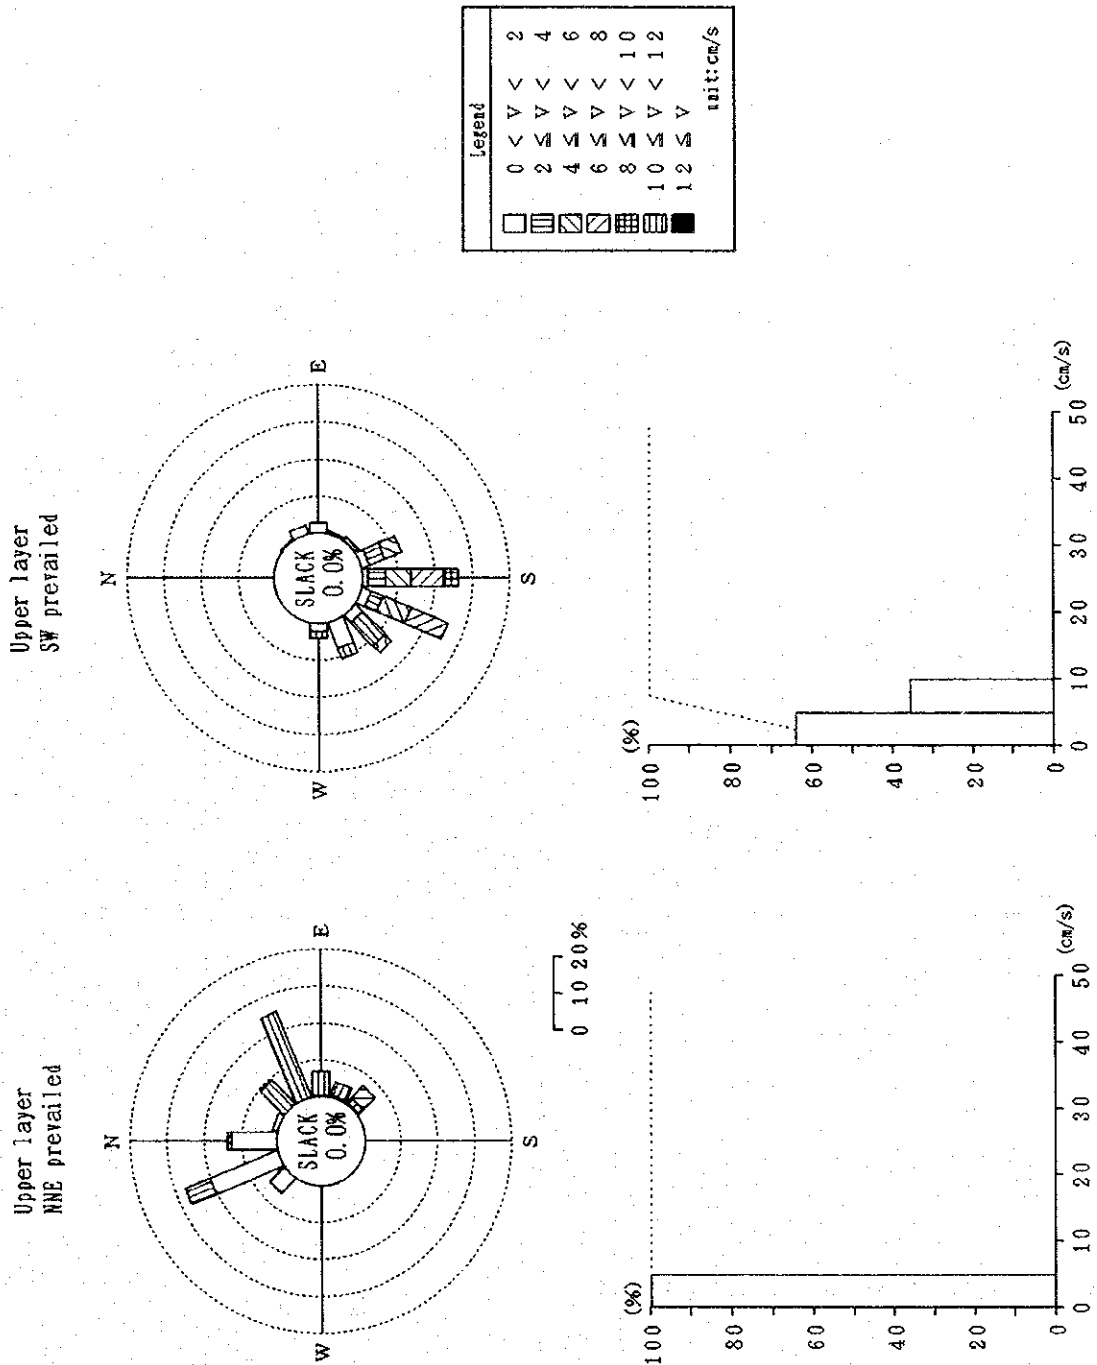 Upper layer
NNE prevailed
N
E
S
W
SLACK
0.0%
0 10 20%
(%)
100
80
60
40
20
0
0 10 20 30 40 50
(cm/s)
Upper layer
SW prevailed
N
E
S
W
SLACK
0.0%
(%)
100
80
60
40
20
0
0 10 20 30 40 50
(cm/s)
Legend
0 < V < 2
2 ≦ V < 4
4 ≦ V < 6
6 ≦ V < 8
8 ≦ V < 10
10 ≦ V < 12
12 ≦ V
unit:cm/s